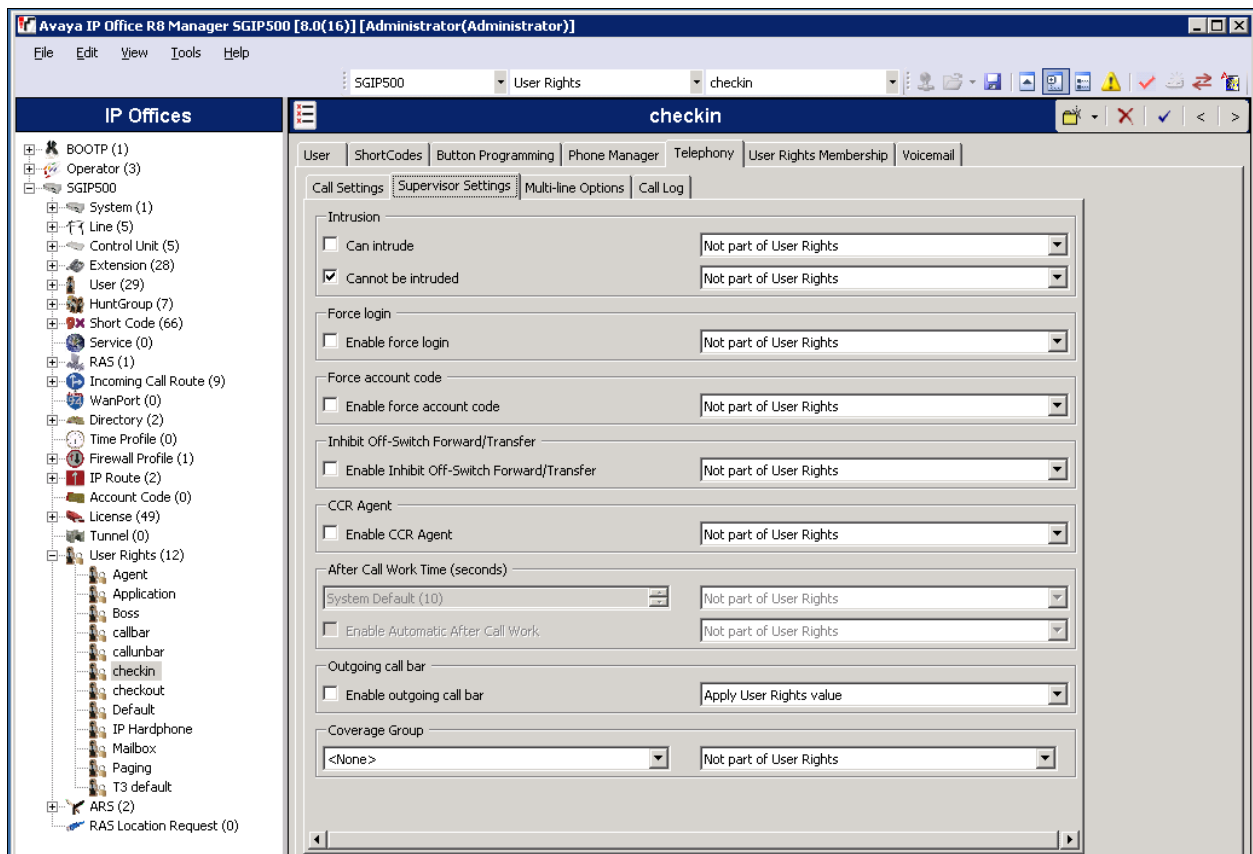 Avaya IP Office R8 Manager SGIP500 [8.0(16)] [Administrator(Administrator)]
File Edit View Tools Help
SGIP500 User Rights checkin
IP Offices
BOOTP (1)
Operator (3)
SGIP500
System (1)
Line (5)
Control Unit (5)
Extension (28)
User (29)
HuntGroup (7)
Short Code (66)
Service (0)
RAS (1)
Incoming Call Route (9)
WanPort (0)
Directory (2)
Time Profile (0)
Firewall Profile (1)
IP Route (2)
Account Code (0)
License (49)
Tunnel (0)
User Rights (12)
Agent
Application
Boss
callbar
callunbar
checkin
checkout
Default
IP Hardphone
Mailbox
Paging
T3 default
ARS (2)
RAS Location Request (0)
checkin
User ShortCodes Button Programming Phone Manager Telephony User Rights Membership Voicemail
Call Settings Supervisor Settings Multi-line Options Call Log
Intrusion
Can intrude Not part of User Rights
Cannot be intruded Not part of User Rights
Force login
Enable force login Not part of User Rights
Force account code
Enable force account code Not part of User Rights
Inhibit Off-Switch Forward/Transfer
Enable Inhibit Off-Switch Forward/Transfer Not part of User Rights
CCR Agent
Enable CCR Agent Not part of User Rights
After Call Work Time (seconds)
System Default (10) Not part of User Rights
Enable Automatic After Call Work Not part of User Rights
Outgoing call bar
Enable outgoing call bar Apply User Rights value
Coverage Group
<None> Not part of User Rights